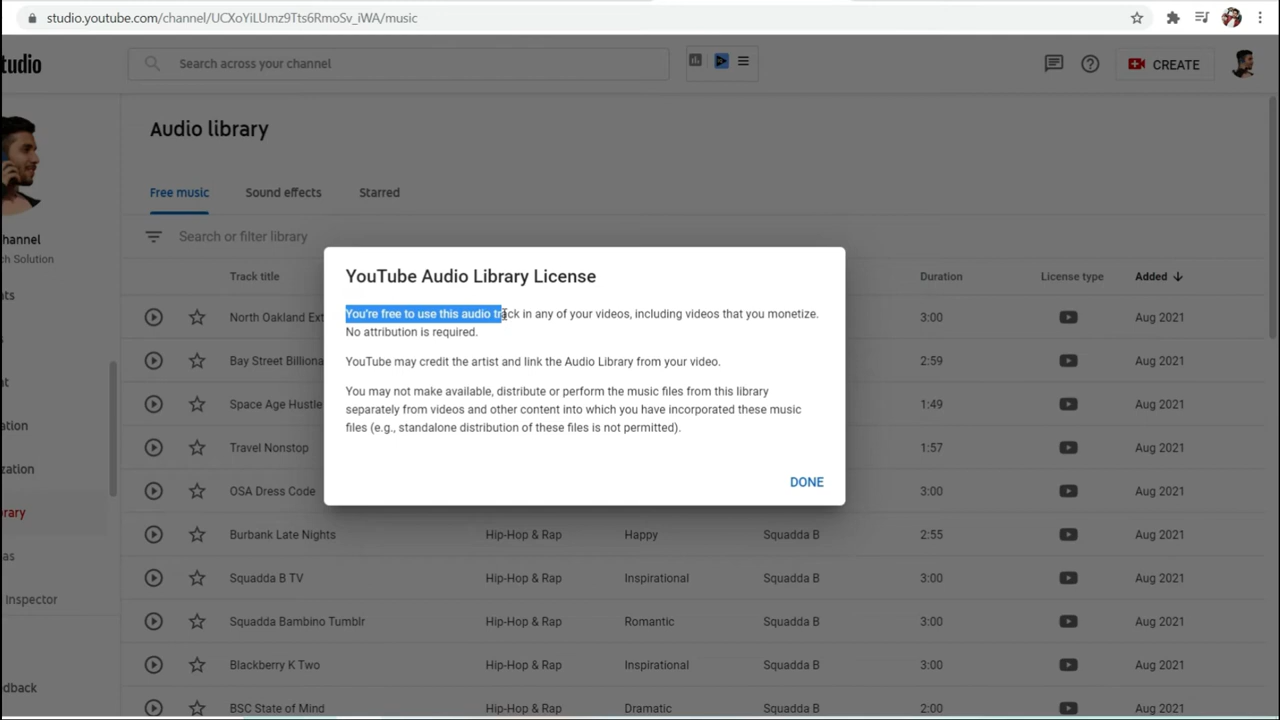 studio.youtube.com/channel/UCXoYiLUmz9Tts6RmoSv_iWA/music
tudio
Search across your channel
CREATE
Audio library
Free music Sound effects Starred
hannel
ch Solution
Search or filter library
Track title Duration License type Added
YouTube Audio Library License
You're free to use this audio track in any of your videos, including videos that you monetize.
No attribution is required.
YouTube may credit the artist and link the Audio Library from your video.
You may not make available, distribute or perform the music files from this library
separately from videos and other content into which you have incorporated these music
files (e.g., standalone distribution of these files is not permitted).
DONE
nts
North Oakland Ext 3:00 Aug 2021
Bay Street Billiona 2:59 Aug 2021
nt
Space Age Hustle 1:49 Aug 2021
ation
Travel Nonstop 1:57 Aug 2021
zation
OSA Dress Code 3:00 Aug 2021
rary
Burbank Late Nights Hip-Hop & Rap Happy Squadda B 2:55 Aug 2021
as
Squadda B TV Hip-Hop & Rap Inspirational Squadda B 3:00 Aug 2021
Inspector
Squadda Bambino Tumblr Hip-Hop & Rap Romantic Squadda B 3:00 Aug 2021
Blackberry K Two Hip-Hop & Rap Inspirational Squadda B 3:00 Aug 2021
edback
BSC State of Mind Hip-Hop & Rap Dramatic Squadda B 2:00 Aug 2021